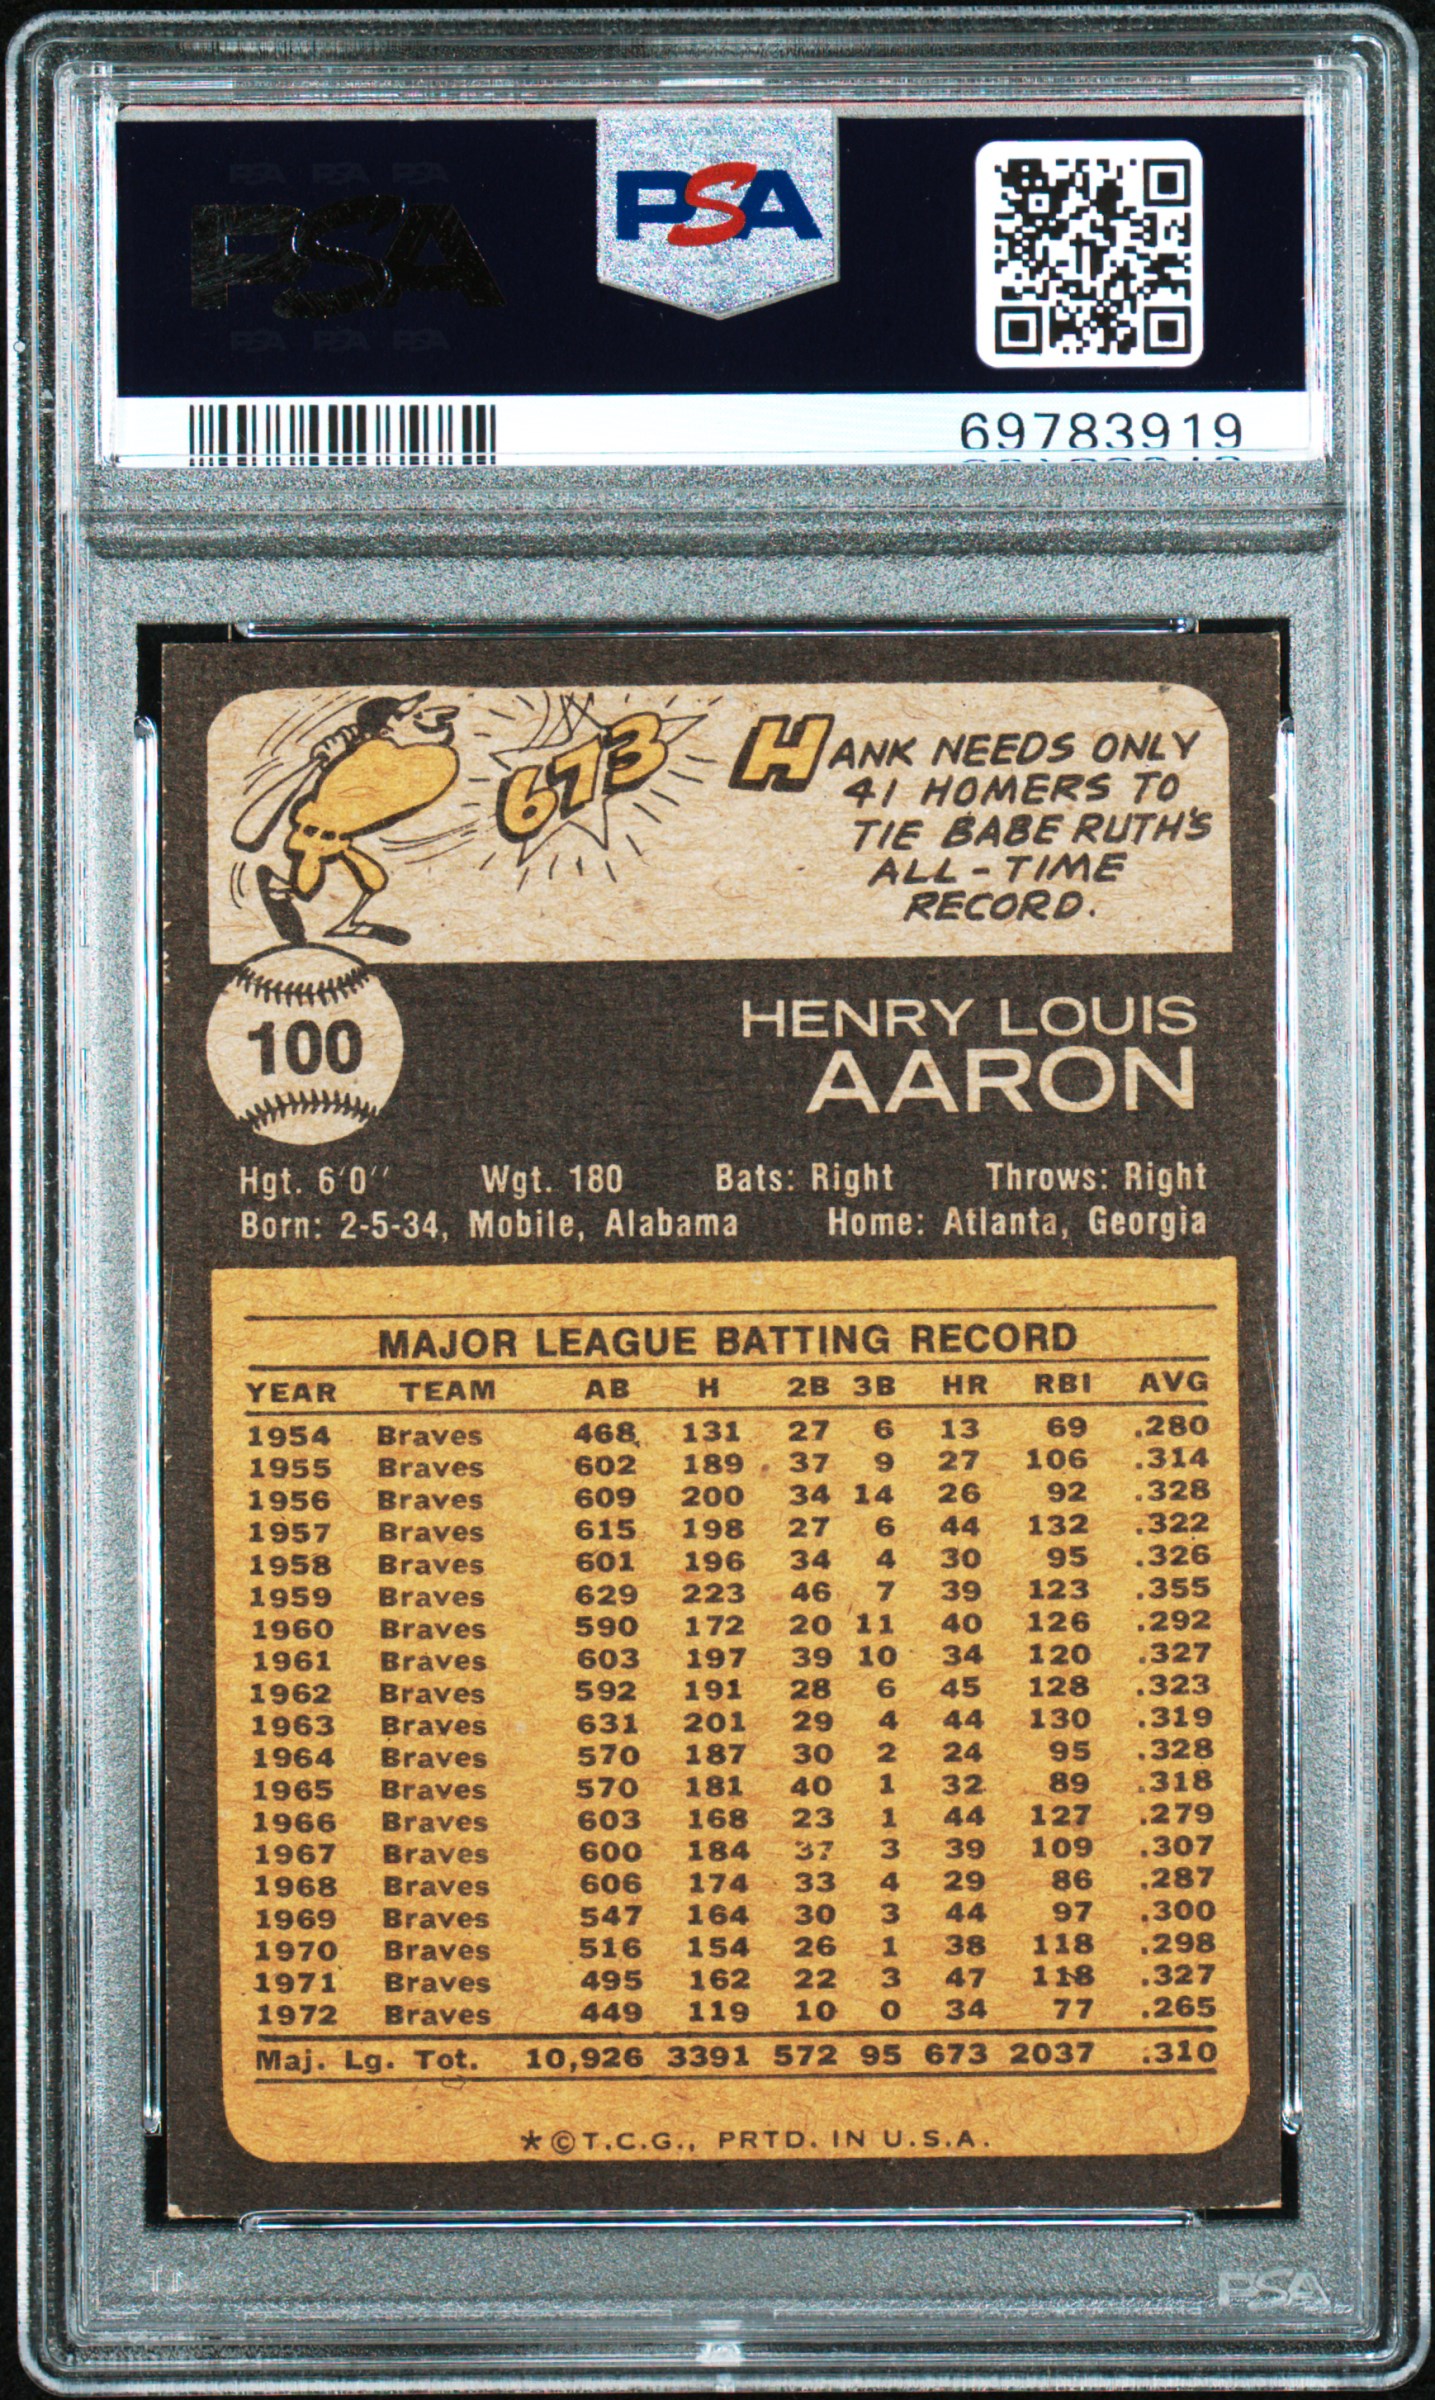 PSA PSA PSA
PSA
PSA PSA PSA
PSA
69783919
673
HANK NEEDS ONLY
41 HOMERS TO
TIE BABE RUTH'S
ALL-TIME
RECORD.
100
HENRY LOUIS
AARON
Hgt. 6'0'' Wgt. 180 Bats: Right Throws: Right
Born: 2-5-34, Mobile, Alabama Home: Atlanta, Georgia
MAJOR LEAGUE BATTING RECORD
YEAR TEAM AB H 2B 3B HR RBI AVG
1954 Braves 468 131 27 6 13 69 .280
1955 Braves 602 189 37 9 27 106 .314
1956 Braves 609 200 34 14 26 92 .328
1957 Braves 615 198 27 6 44 132 .322
1958 Braves 601 196 34 4 30 95 .326
1959 Braves 629 223 46 7 39 123 .355
1960 Braves 590 172 20 11 40 126 .292
1961 Braves 603 197 39 10 34 120 .327
1962 Braves 592 191 28 6 45 128 .323
1963 Braves 631 201 29 4 44 130 .319
1964 Braves 570 187 30 2 24 95 .328
1965 Braves 570 181 40 1 32 89 .318
1966 Braves 603 168 23 1 44 127 .279
1967 Braves 600 184 37 3 39 109 .307
1968 Braves 606 174 33 4 29 86 .287
1969 Braves 547 164 30 3 44 97 .300
1970 Braves 516 154 26 1 38 118 .298
1971 Braves 495 162 22 3 47 118 .327
1972 Braves 449 119 10 0 34 77 .265
Maj. Lg. Tot. 10,926 3391 572 95 673 2037 .310
*©T.C.G., PRTD. IN U.S.A.
PSA